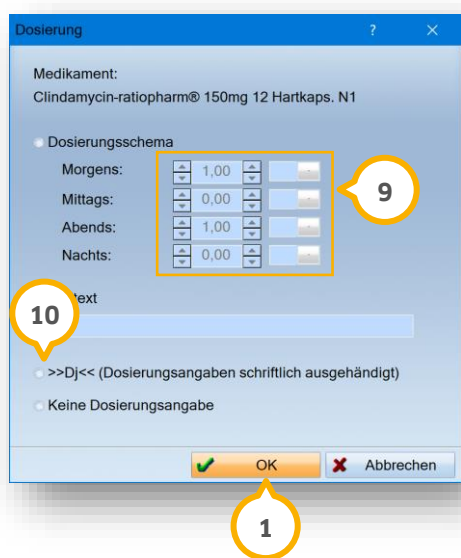 Dosierung ? ×
Medikament:
Clindamycin-ratiopharm® 150mg 12 Hartkaps. N1
Dosierungsschema
Morgens: 1,00
Mittags: 0,00
9
Abends: 1,00
Nachts: 0,00
text
10
>>Dj<< (Dosierungsangaben schriftlich ausgehändigt)
Keine Dosierungsangabe
OK Abbrechen
1